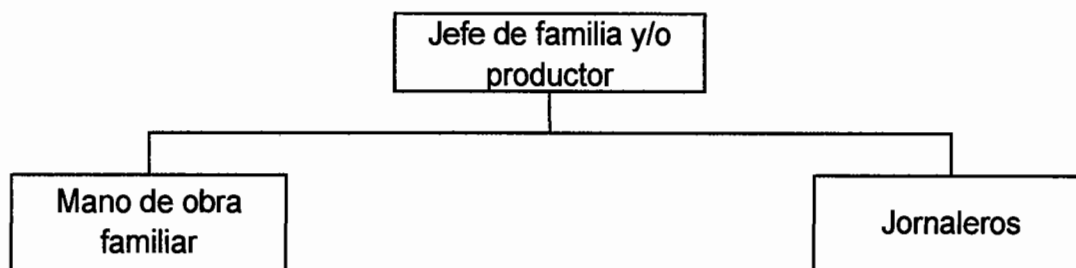 Jefe de familia y/o
productor
Mano de obra
familiar
Jornaleros